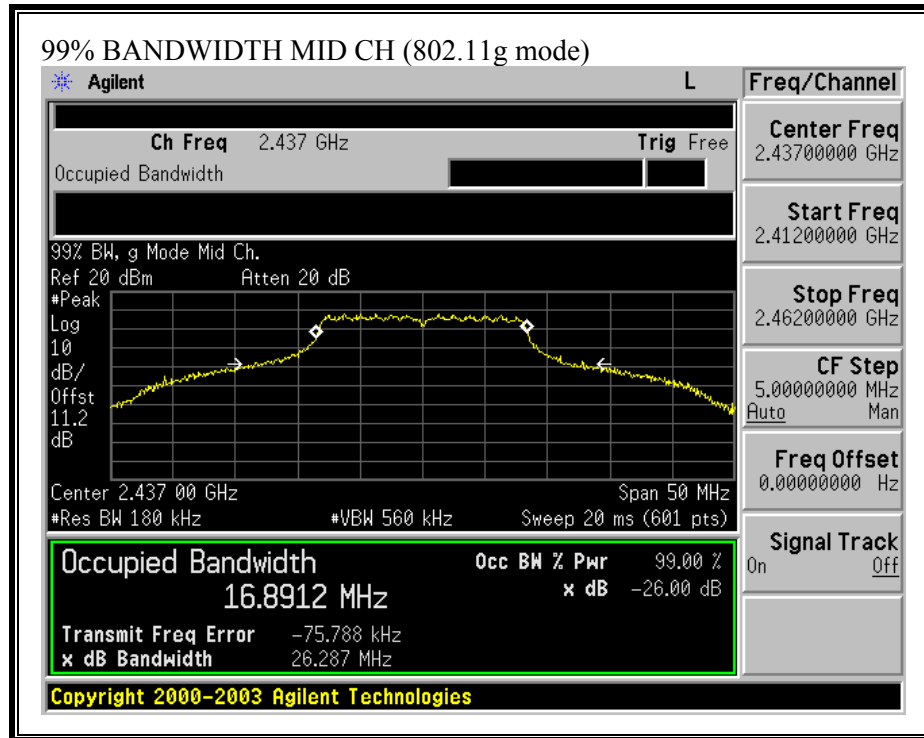 99% BANDWIDTH MID CH (802.11g mode)
Agilent L Freq/Channel
Ch Freq 2.437 GHz Trig Free
Occupied Bandwidth
Center Freq
2.43700000 GHz
Start Freq
2.41200000 GHz
Stop Freq
2.46200000 GHz
CF Step
5.00000000 MHz
Auto Man
Freq Offset
0.00000000 Hz
Signal Track
On Off
99% BW, g Mode Mid Ch.
Ref 20 dBm Atten 20 dB
#Peak
Log
10
dB/
Offst
11.2
dB
Center 2.437 00 GHz Span 50 MHz
#Res BW 180 kHz #VBW 560 kHz Sweep 20 ms (601 pts)
Occupied Bandwidth Occ BW % Pwr 99.00 %
16.8912 MHz x dB -26.00 dB
Transmit Freq Error -75.788 kHz
x dB Bandwidth 26.287 MHz
Copyright 2000-2003 Agilent Technologies